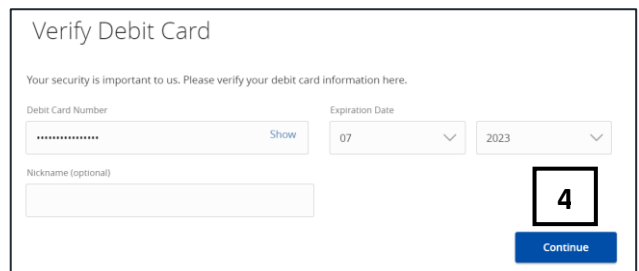 Verify Debit Card
Your security is important to us. Please verify your debit card information here.
Debit Card Number
Expiration Date
•••••••••••••••• Show
07
2023
Nickname (optional)
4
Continue